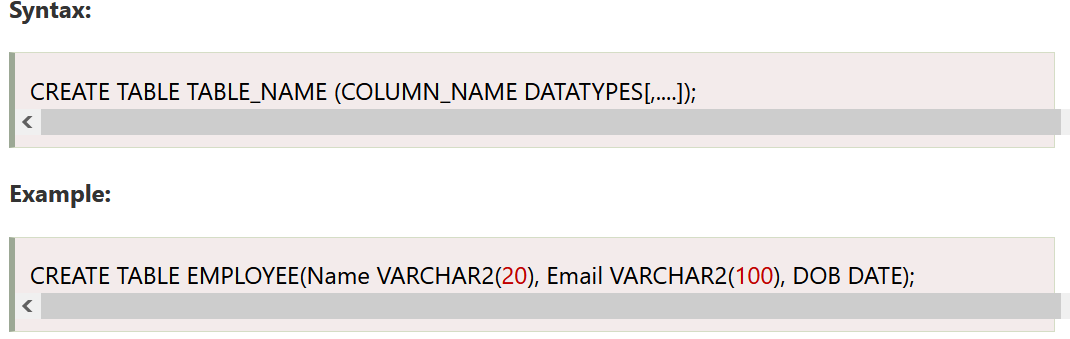 Syntax:
CREATE TABLE TABLE_NAME (COLUMN_NAME DATATYPES[,....]);
Example:
CREATE TABLE EMPLOYEE(Name VARCHAR2(20), Email VARCHAR2(100), DOB DATE);